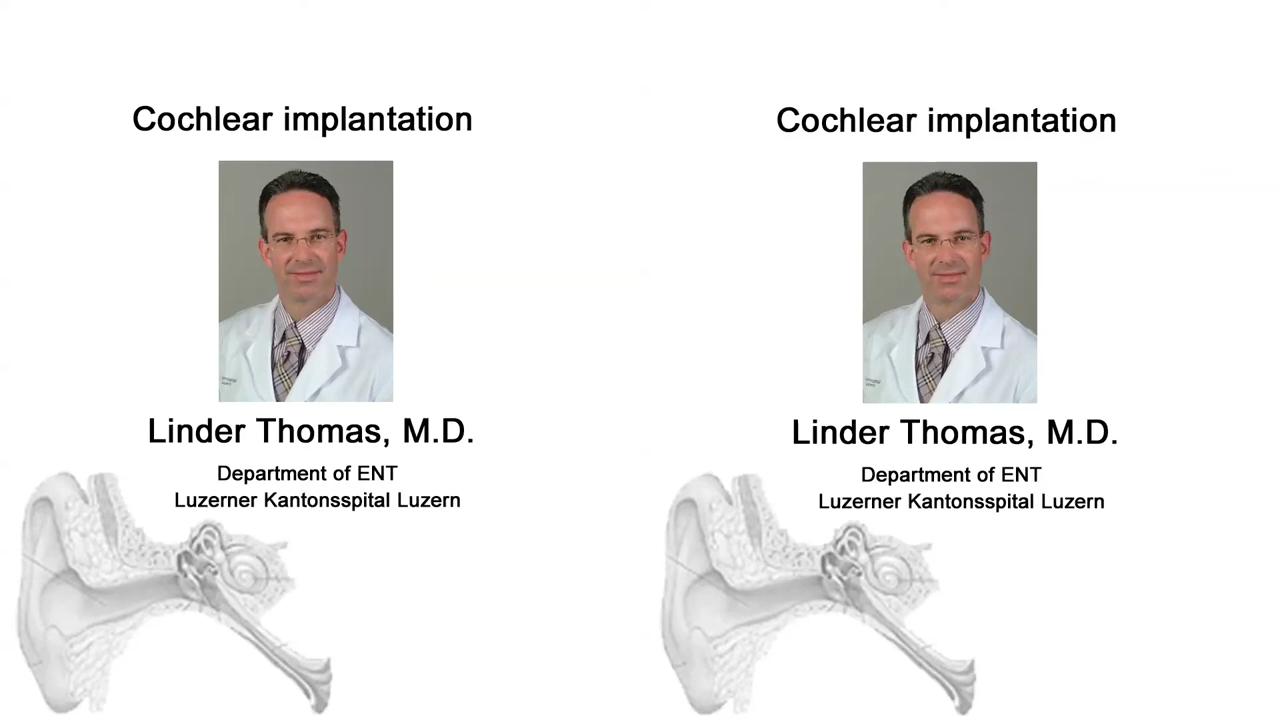 Cochlear implantation
Linder Thomas, M.D.
Department of ENT
Luzerner Kantonsspital Luzern
Cochlear implantation
Linder Thomas, M.D.
Department of ENT
Luzerner Kantonsspital Luzern